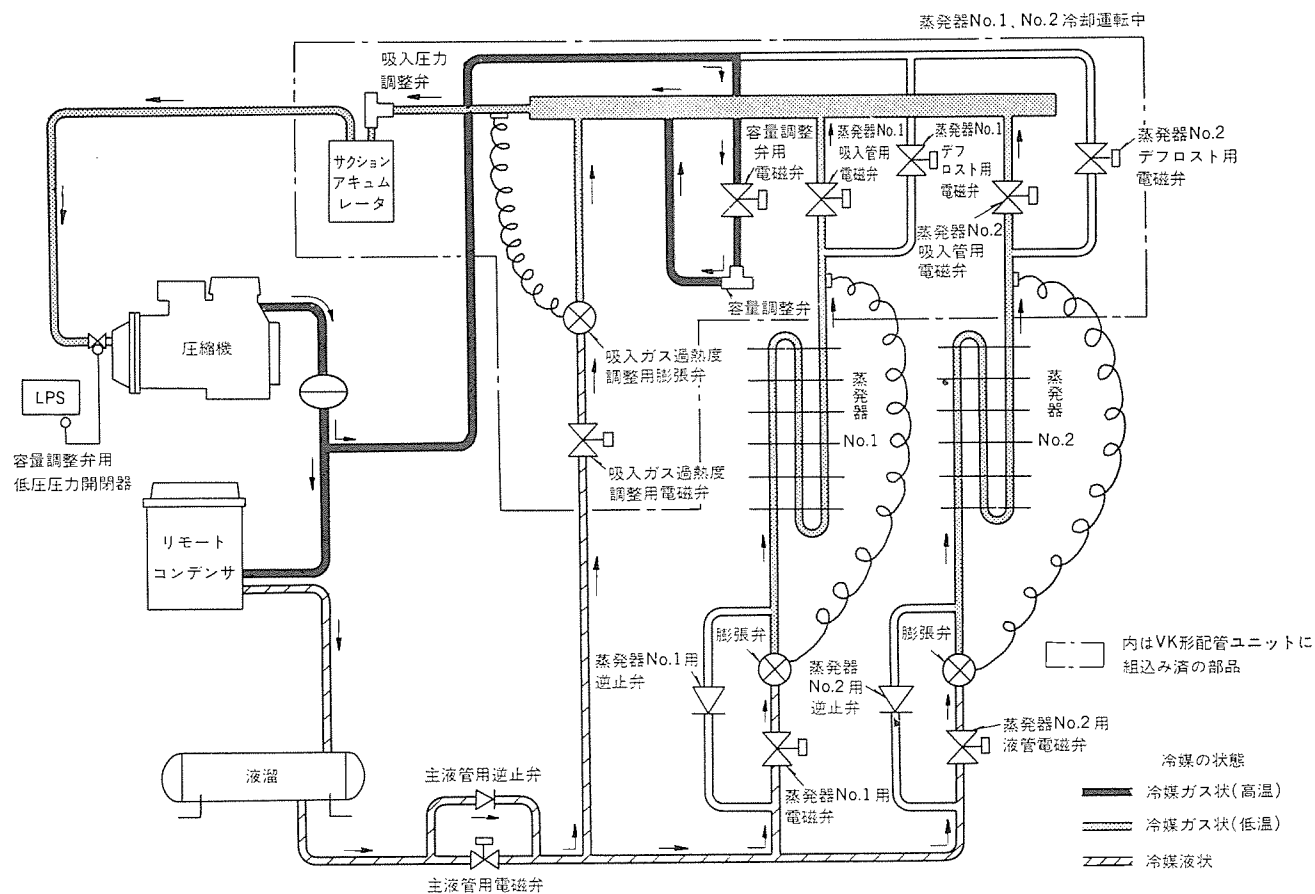 蒸発器No.1、No.2 冷却運転中
吸入圧力
調整弁
サクション
アキュム
レータ
容量調整
弁用
電磁弁
蒸発器No.1
吸入管用
電磁弁
蒸発器No.1
デフ
ロスト用
電磁弁
蒸発器No.2
デフロスト用
電磁弁
蒸発器No.2
吸入管用
電磁弁
容量調整弁
圧縮機
LPS
容量調整弁用
低圧圧力開閉器
吸入ガス過熱度
調整用膨張弁
吸入ガス過熱度
調整用電磁弁
蒸発器
No.1
蒸発器
No.2
リモート
コンデンサ
膨張弁
蒸発器No.1用
逆止弁
膨張弁
蒸発器
No.2用
逆止弁
内はVK形配管ユニットに
組込み済の部品
蒸発器No.2用
液管電磁弁
蒸発器No.1用
電磁弁
液溜
主液管用逆止弁
主液管用電磁弁
冷媒の状態
冷媒ガス状(高温)
冷媒ガス状(低温)
冷媒液状